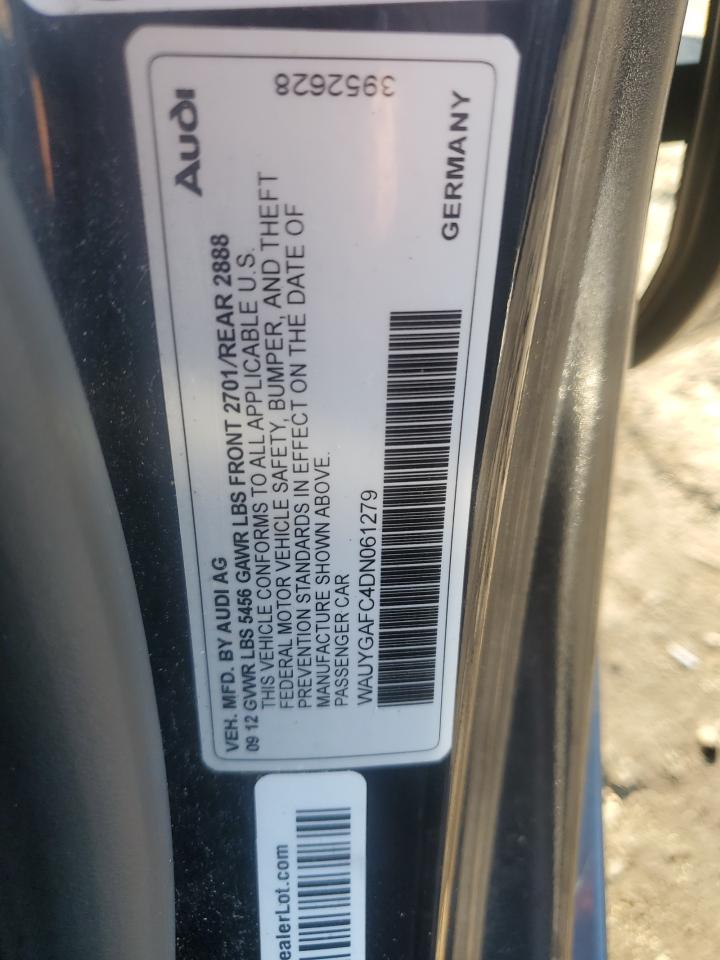 Audi
3952628
VEH. MFD. BY AUDI AG
09 12 GVWR LBS 5456 GAWR LBS FRONT 2701/REAR 2888
THIS VEHICLE CONFORMS TO ALL APPLICABLE U.S.
FEDERAL MOTOR VEHICLE SAFETY, BUMPER, AND THEFT
PREVENTION STANDARDS IN EFFECT ON THE DATE OF
MANUFACTURE SHOWN ABOVE.
PASSENGER CAR
WAUYGAFC4DN061279
GERMANY
ealerLot.com